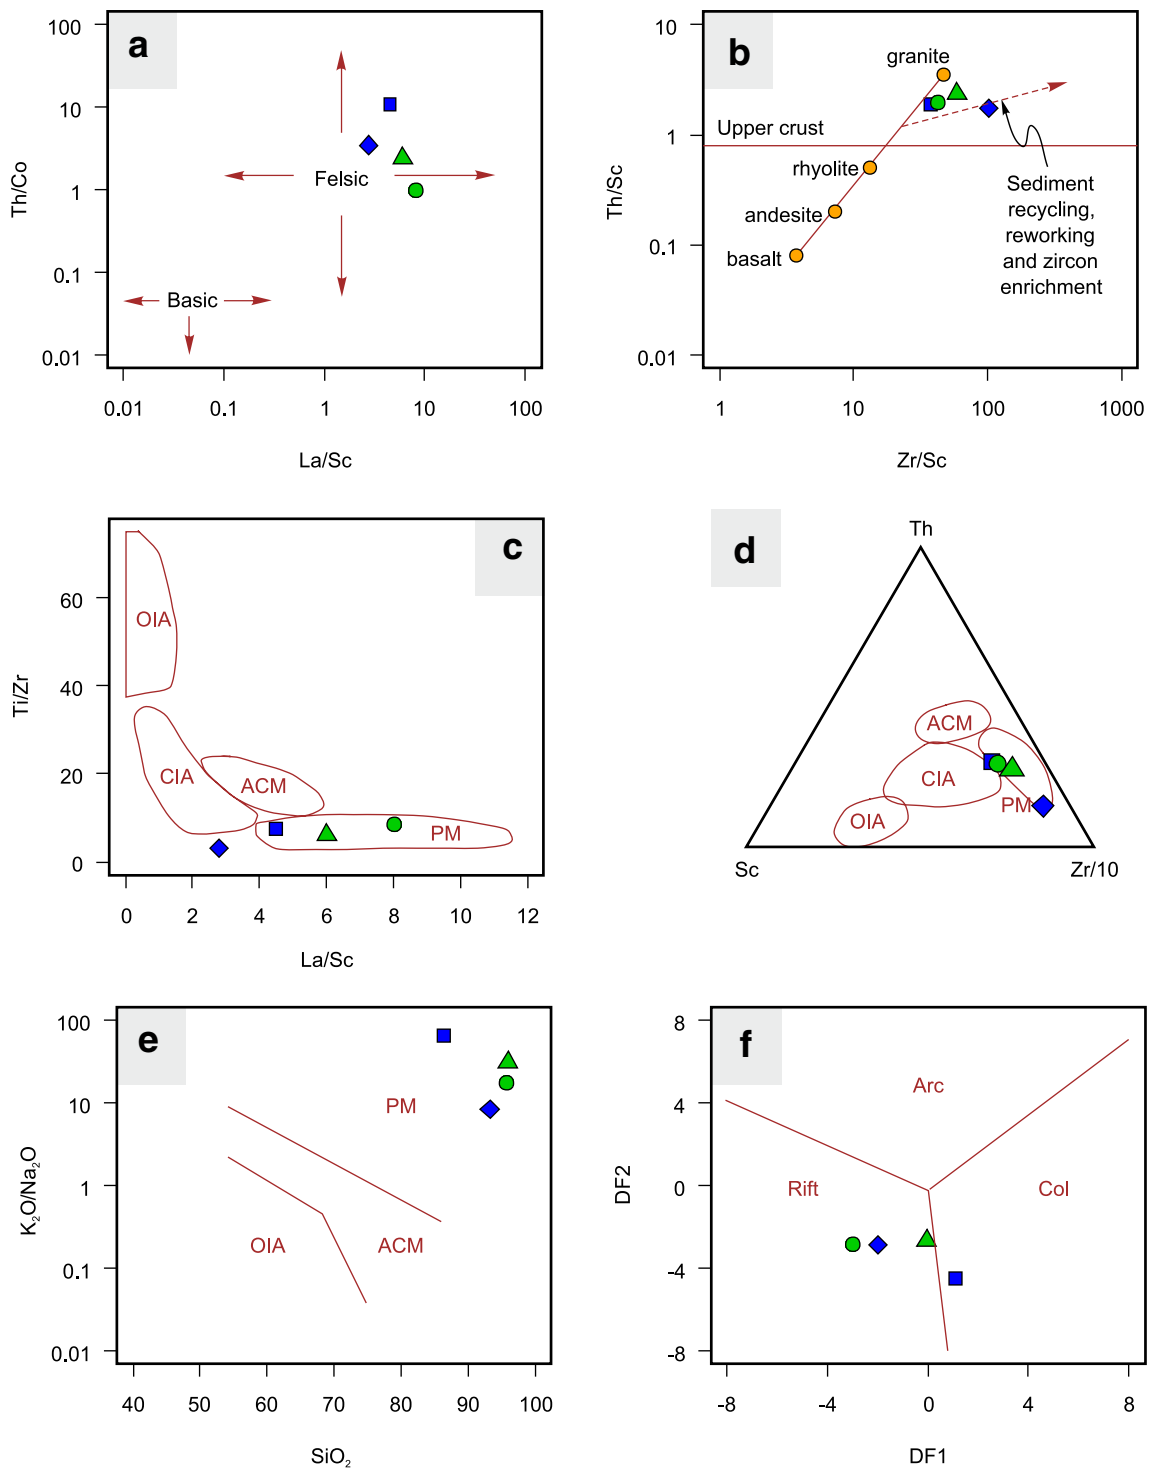 a
100
10
1
0.1
0.01
Th/Co
Felsic
Basic
0.01 0.1 1 10 100
La/Sc
b
10
1
0.1
0.01
Th/Sc
granite
Upper crust
rhyolite
andesite
basalt
Sediment
recycling,
reworking
and zircon
enrichment
1 10 100 1000
Zr/Sc
c
60
40
20
0
Ti/Zr
OIA
CIA
ACM
PM
0 2 4 6 8 10 12
La/Sc
d
Th
ACM
CIA
PM
OIA
Sc Zr/10
e
100
10
1
0.1
0.01
K₂O/Na₂O
PM
OIA ACM
40 50 60 70 80 90 100
SiO₂
f
8
4
0
-4
-8
DF2
Arc
Rift Col
-8 -4 0 4 8
DF1